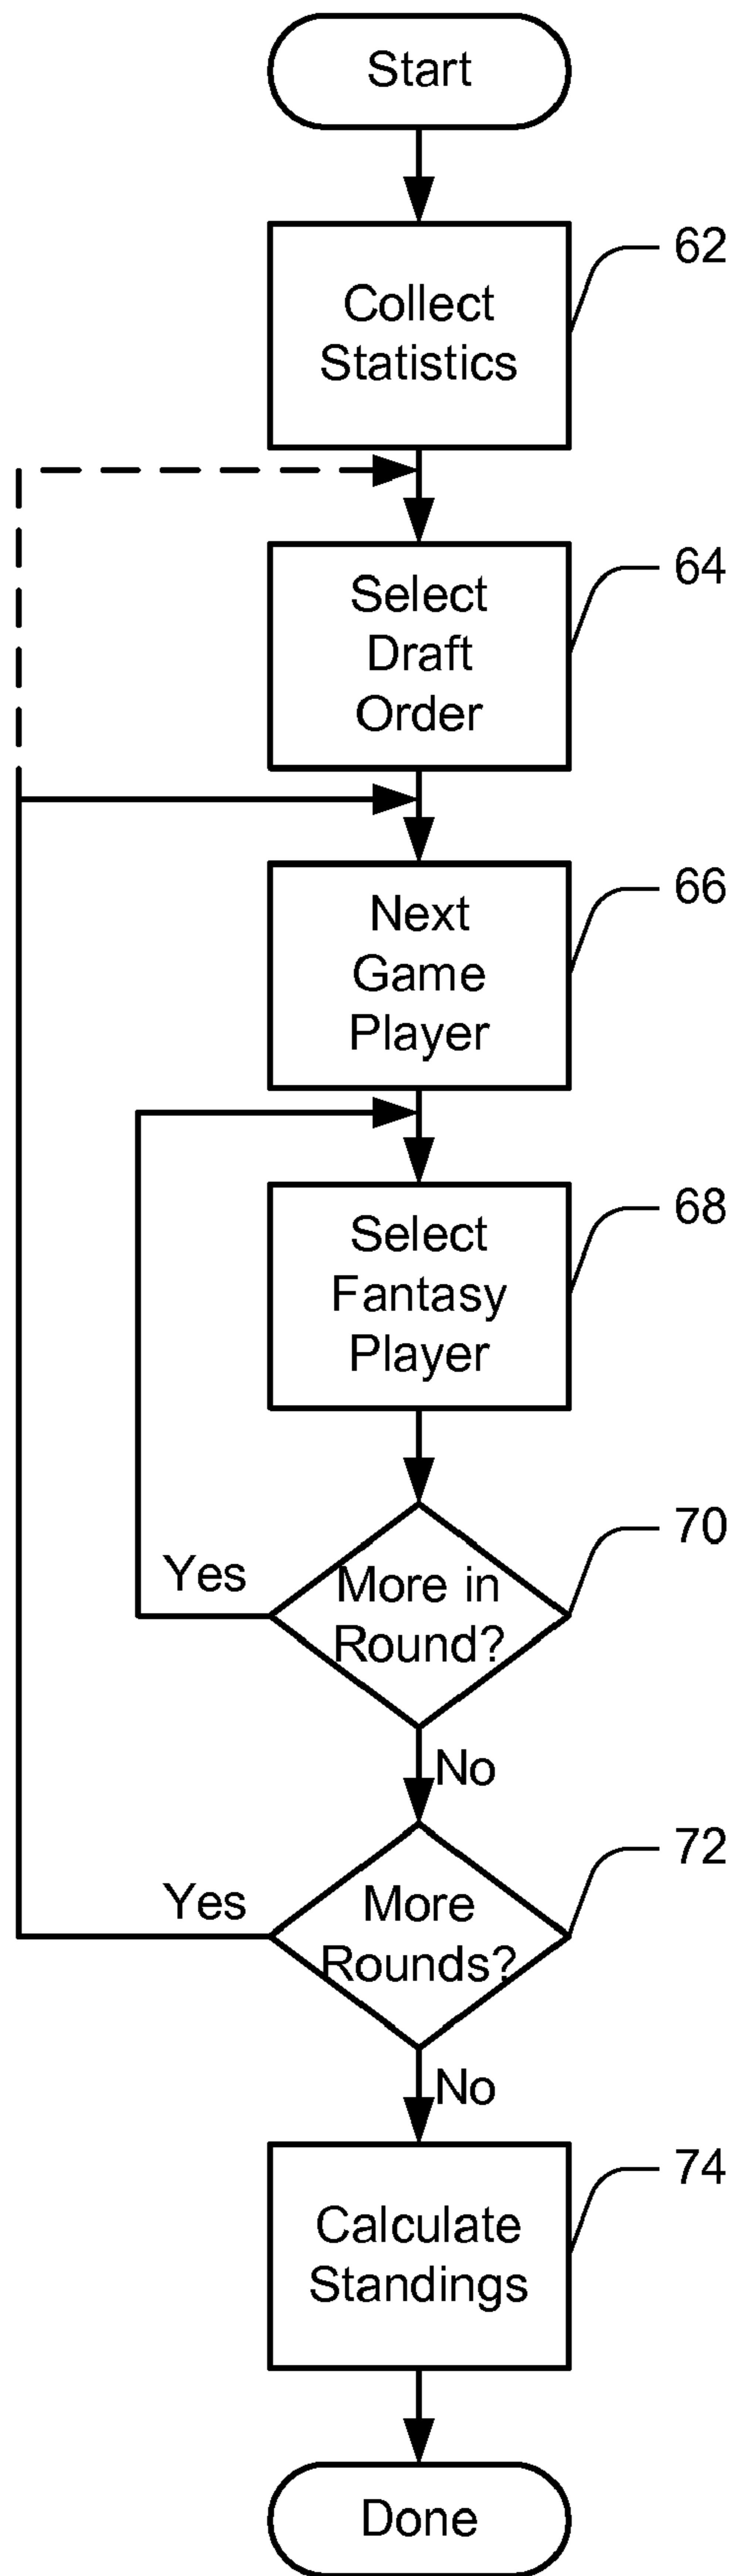 Start
62
Collect
Statistics
64
Select
Draft
Order
66
Next
Game
Player
68
Select
Fantasy
Player
70
Yes
More in
Round?
No
72
Yes
More
Rounds?
No
74
Calculate
Standings
Done